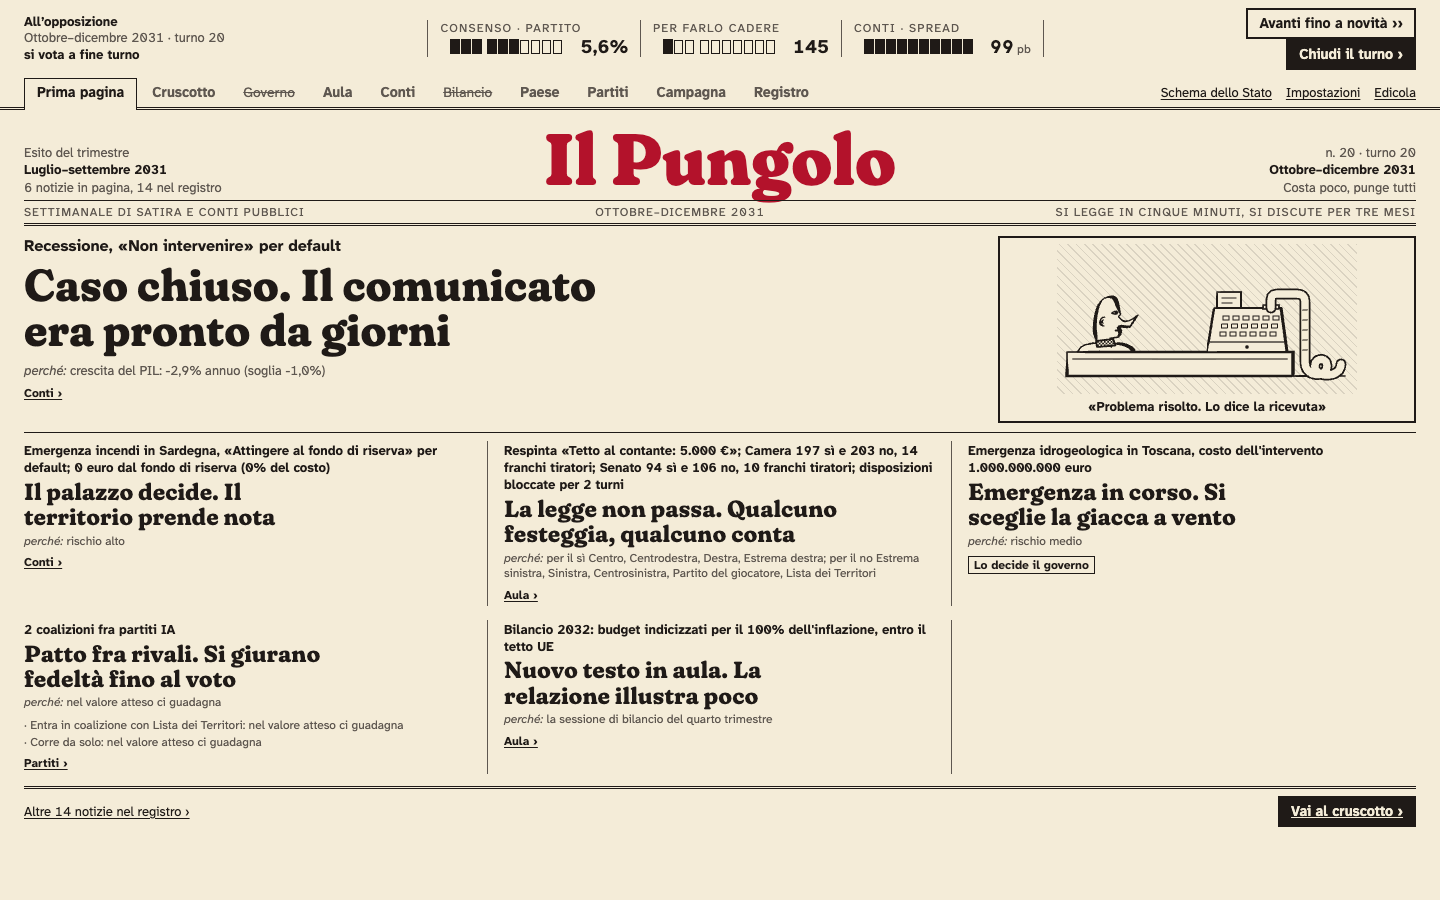 All'opposizione
Ottobre–dicembre 2031 · turno 20
si vota a fine turno
CONSENSO · PARTITO
5,6%
PER FARLO CADERE
145
CONTI · SPREAD
99 pb
Avanti fino a novità ››
Chiudi il turno ›
Prima pagina Cruscotto Governo Aula Conti Bilancio Paese Partiti Campagna Registro
Schema dello Stato Impostazioni Edicola
Esito del trimestre
Luglio–settembre 2031
6 notizie in pagina, 14 nel registro
Il Pungolo
n. 20 · turno 20
Ottobre–dicembre 2031
Costa poco, punge tutti
SETTIMANALE DI SATIRA E CONTI PUBBLICI
OTTOBRE–DICEMBRE 2031
SI LEGGE IN CINQUE MINUTI, SI DISCUTE PER TRE MESI
Recessione, «Non intervenire» per default
Caso chiuso. Il comunicato
era pronto da giorni
perché: crescita del PIL: -2,9% annuo (soglia -1,0%)
Conti ›
«Problema risolto. Lo dice la ricevuta»
Emergenza incendi in Sardegna, «Attingere al fondo di riserva» per
default; 0 euro dal fondo di riserva (0% del costo)
Il palazzo decide. Il
territorio prende nota
perché: rischio alto
Conti ›
Respinta «Tetto al contante: 5.000 €»; Camera 197 sì e 203 no, 14
franchi tiratori; Senato 94 sì e 106 no, 10 franchi tiratori; disposizioni
bloccate per 2 turni
La legge non passa. Qualcuno
festeggia, qualcuno conta
perché: per il sì Centro, Centrodestra, Destra, Estrema destra; per il no Estrema
sinistra, Sinistra, Centrosinistra, Partito del giocatore, Lista dei Territori
Aula ›
Emergenza idrogeologica in Toscana, costo dell'intervento
1.000.000.000 euro
Emergenza in corso. Si
sceglie la giacca a vento
perché: rischio medio
Lo decide il governo
2 coalizioni fra partiti IA
Patto fra rivali. Si giurano
fedeltà fino al voto
perché: nel valore atteso ci guadagna
· Entra in coalizione con Lista dei Territori: nel valore atteso ci guadagna
· Corre da solo: nel valore atteso ci guadagna
Partiti ›
Bilancio 2032: budget indicizzati per il 100% dell'inflazione, entro il
tetto UE
Nuovo testo in aula. La
relazione illustra poco
perché: la sessione di bilancio del quarto trimestre
Aula ›
Altre 14 notizie nel registro ›
Vai al cruscotto ›